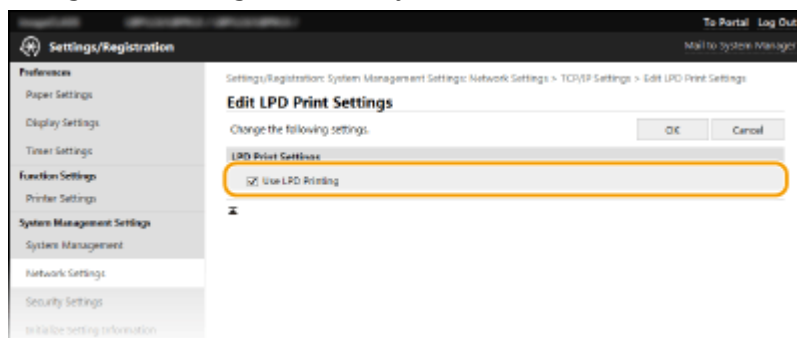 To Portal Log Out
Settings/Registration
Mail to System Manager
Preferences
Paper Settings
Display Settings
Timer Settings
Function Settings
Printer Settings
System Management Settings
System Management
Network Settings
Security Settings
Initialize Setting Information
Settings/Registration: System Management Settings: Network Settings > TCP/IP Settings > Edit LPD Print Settings
Edit LPD Print Settings
Change the following settings.
OK
Cancel
LPD Print Settings
Use LPD Printing